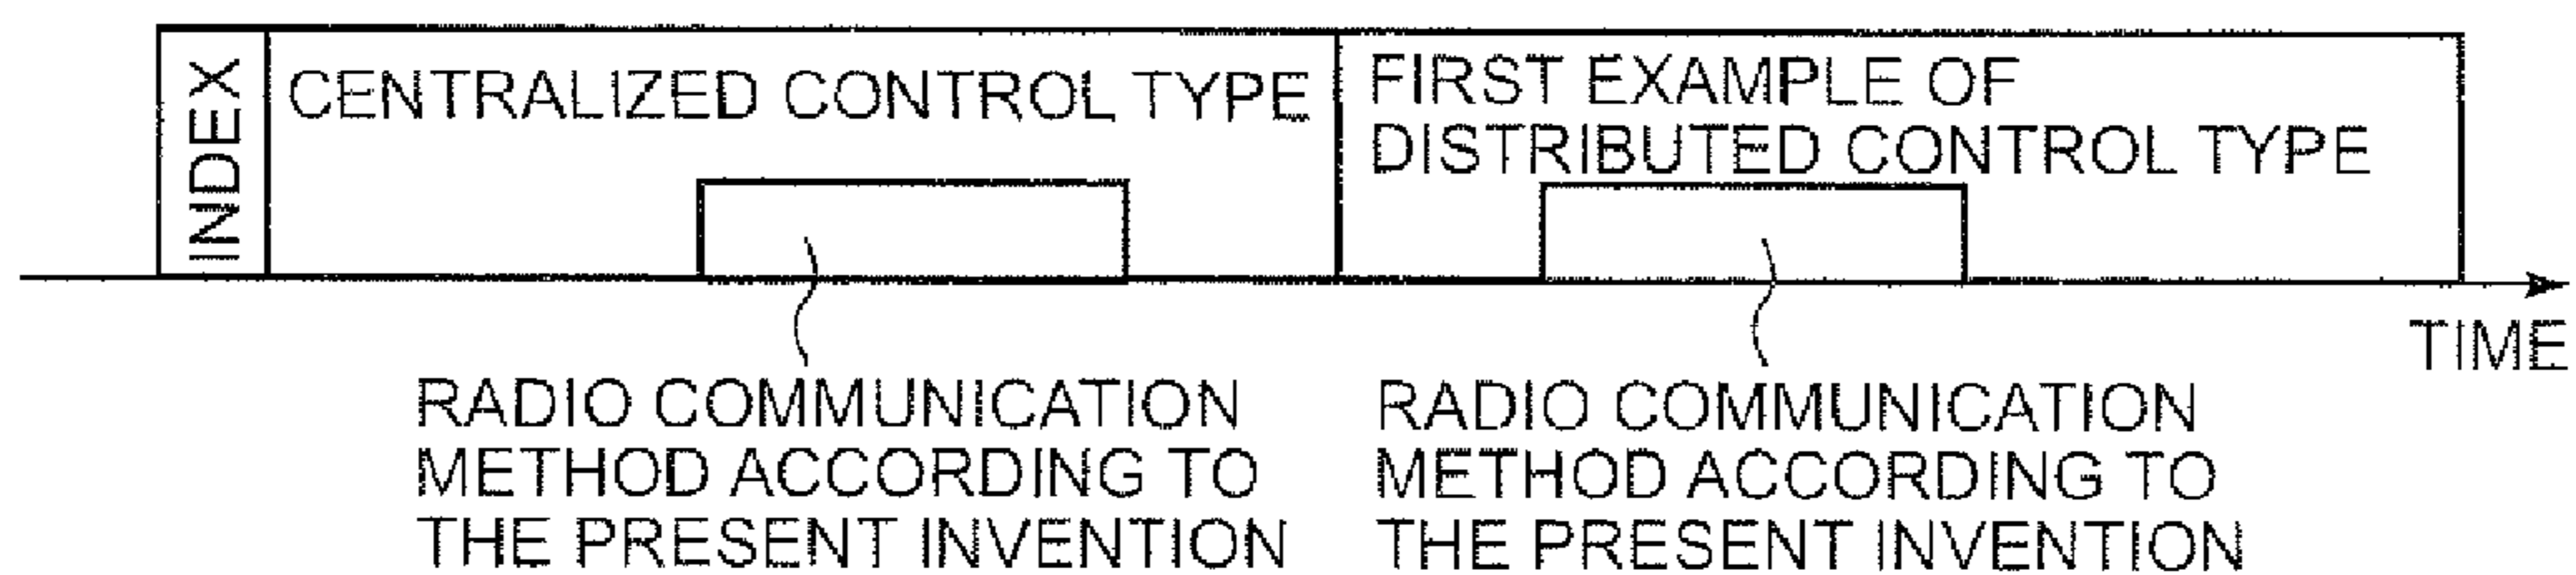 INDEX
CENTRALIZED CONTROL TYPE
FIRST EXAMPLE OF
DISTRIBUTED CONTROL TYPE
TIME
RADIO COMMUNICATION
METHOD ACCORDING TO
THE PRESENT INVENTION
RADIO COMMUNICATION
METHOD ACCORDING TO
THE PRESENT INVENTION